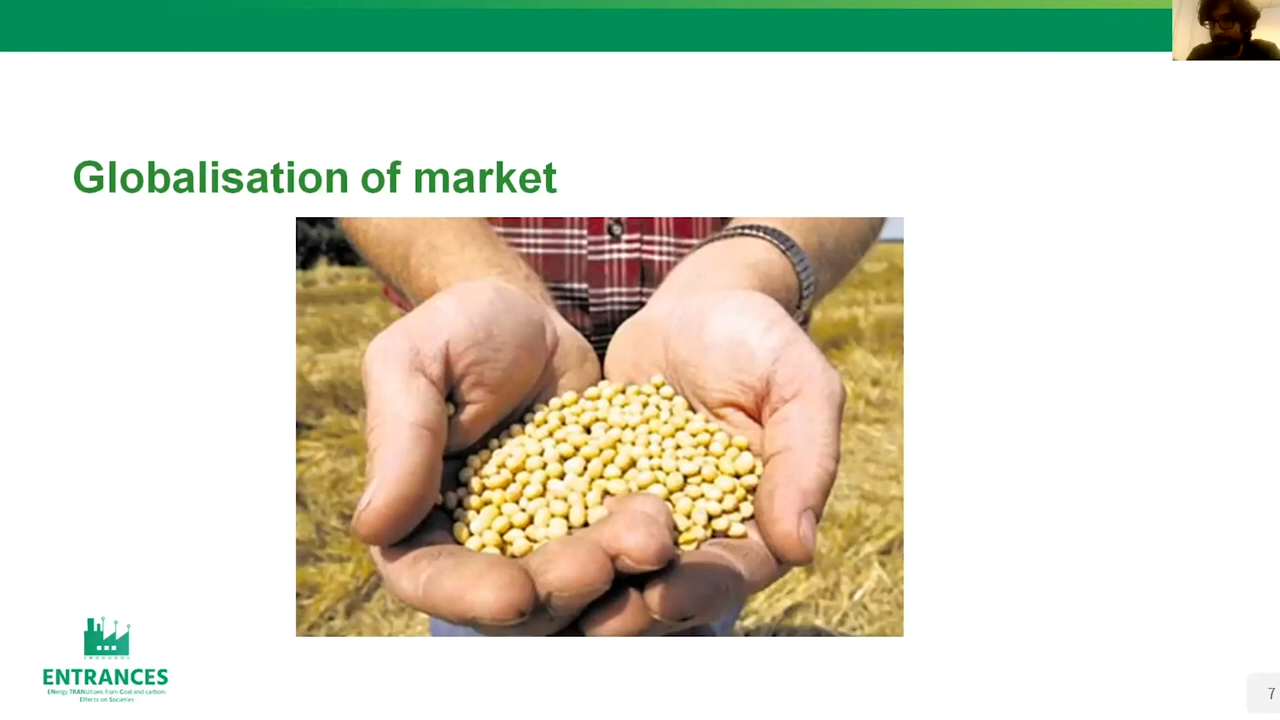 Globalisation of market
ENTRANCES
ENergy TRANsitions from Coal and carbon
Effects on Societies
7